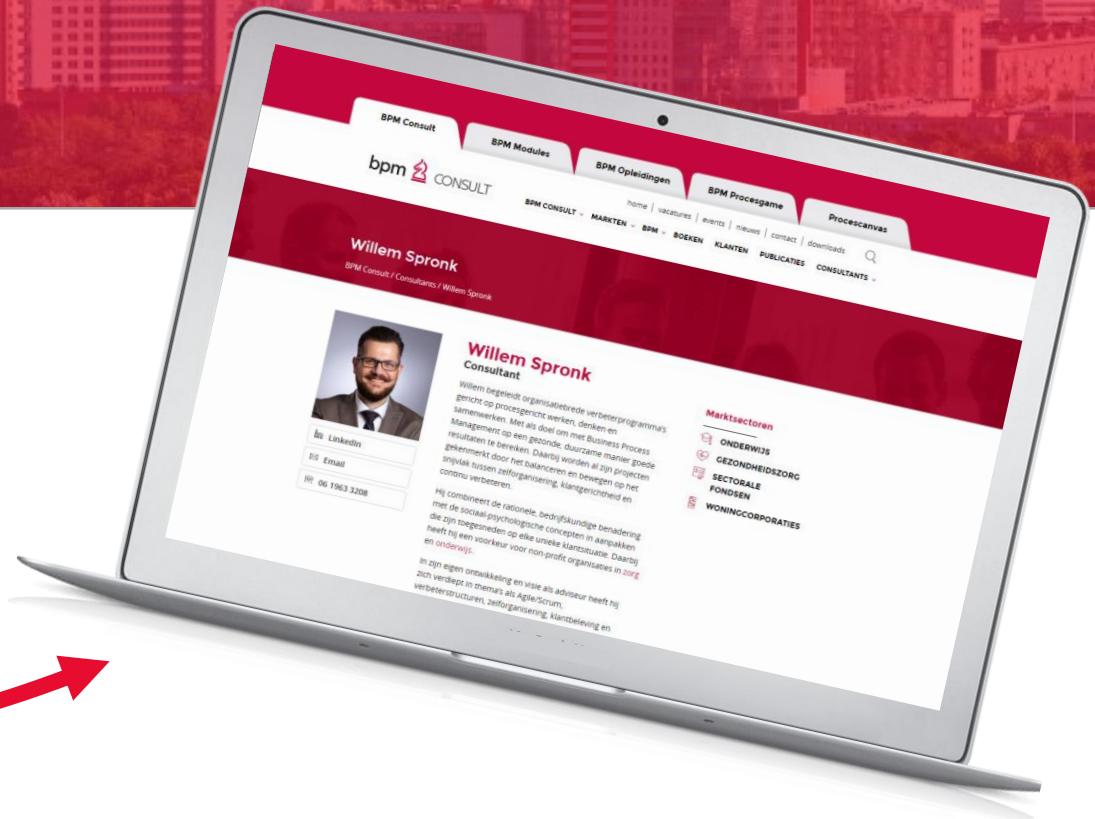 BPM Consult
BPM Modules
BPM Opleidingen
BPM Procesgame
Procescanvas
bpm CONSULT
home | vacatures | events | nieuws | contact | downloads
BPM CONSULT MARKTEN BPM BOEKEN KLANTEN PUBLICATIES CONSULTANTS
Willem Spronk
BPM Consult / Consultants / Willem Spronk
LinkedIn
Email
06 1963 3208
Willem Spronk
Consultant
Willem begeleidt organisatiebrede verbeterprogramma's
gericht op procesgericht werken, denken en
samenwerken. Met als doel om met Business Process
Management op een gezonde, duurzame manier goede
resultaten te bereiken. Daarbij worden al zijn projecten
gekenmerkt door het balanceren en bewegen op het
snijvlak tussen zelforganisering, klantgerichtheid en
continu verbeteren.
Hij combineert de rationele, bedrijfskundige benadering
met de sociaal-psychologische concepten in aanpakken
die zijn toegesneden op elke unieke klantsituatie. Daarbij
heeft hij een voorkeur voor non-profit organisaties in zorg
en onderwijs.
In zijn eigen ontwikkeling en visie als adviseur heeft hij
zich verdiept in thema's als Agile/Scrum,
verbeterstructuren, zelforganisering, klantbeleving en
Marktsectoren
ONDERWIJS
GEZONDHEIDSZORG
SECTORALE
FONDSEN
WONINGCORPORATIES